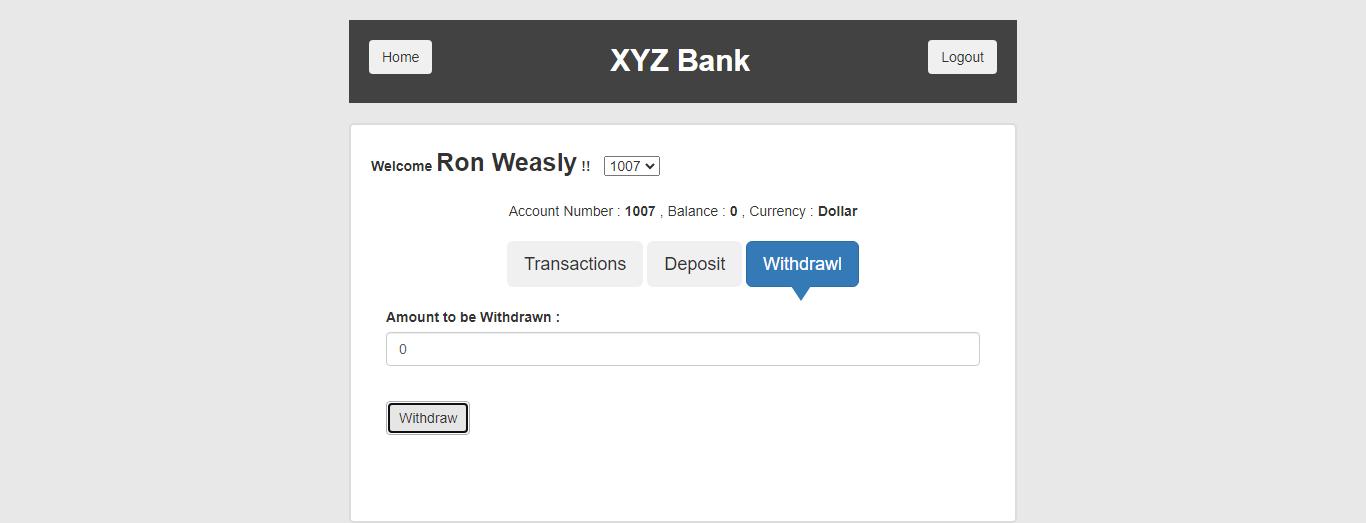 Home XYZ Bank Logout
Welcome Ron Weasly !! 1007
Account Number : 1007 , Balance : 0 , Currency : Dollar
Transactions Deposit Withdrawl
Amount to be Withdrawn :
0
Withdraw